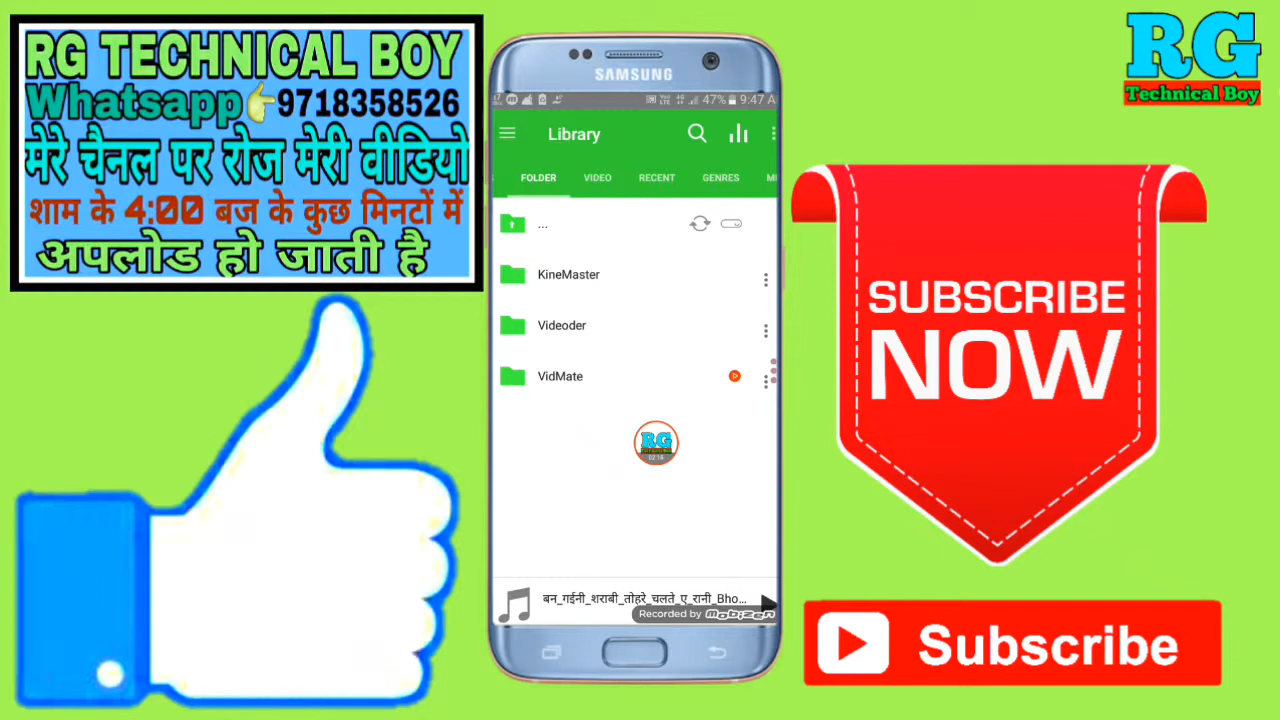 RG TECHNICAL BOY
Whatsapp👉9718358526
मेरे चैनल पर रोज मेरी वीडियो
शाम के 4:00 बज के कुछ मिनटों में
अपलोड हो जाती है
SAMSUNG
47% 9:47 AM
Library
FOLDER VIDEO RECENT GENRES
...
KineMaster
Videoder
VidMate
RG
02:16
बन_गईनी_शराबी_तोहरे_चलते_ए_रानी_Bho...
Recorded by mobizen
RG
Technical Boy
SUBSCRIBE
NOW
Subscribe